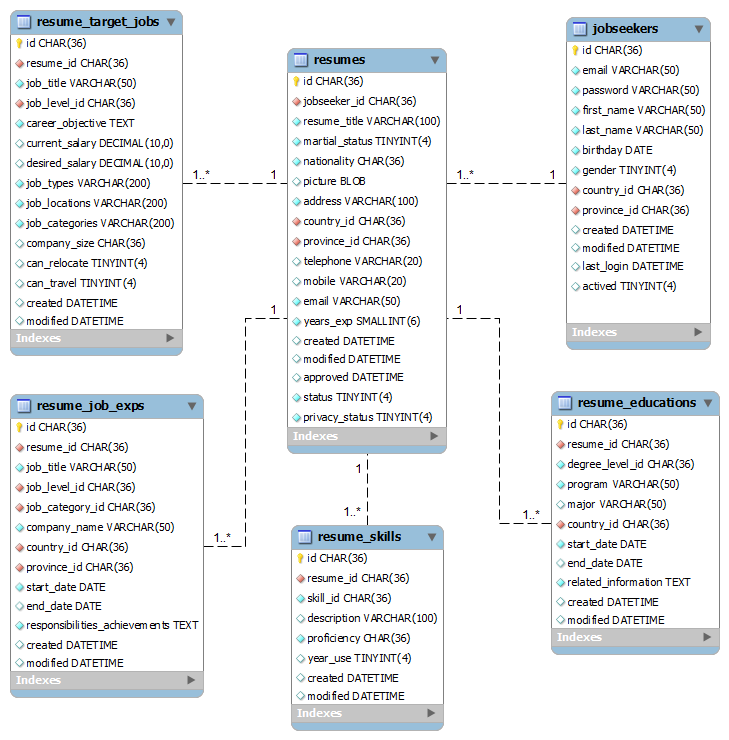 resume_target_jobs
id CHAR(36)
resume_id CHAR(36)
job_title VARCHAR(50)
job_level_id CHAR(36)
career_objective TEXT
current_salary DECIMAL(10,0)
desired_salary DECIMAL(10,0)
job_types VARCHAR(200)
job_locations VARCHAR(200)
job_categories VARCHAR(200)
company_size CHAR(36)
can_relocate TINYINT(4)
can_travel TINYINT(4)
created DATETIME
modified DATETIME
Indexes
1..*
1
resumes
id CHAR(36)
jobseeker_id CHAR(36)
resume_title VARCHAR(100)
martial_status TINYINT(4)
nationality CHAR(36)
picture BLOB
address VARCHAR(100)
country_id CHAR(36)
province_id CHAR(36)
telephone VARCHAR(20)
mobile VARCHAR(20)
email VARCHAR(50)
years_exp SMALLINT(6)
created DATETIME
modified DATETIME
approved DATETIME
status TINYINT(4)
privacy_status TINYINT(4)
Indexes
1..*
1
jobseekers
id CHAR(36)
email VARCHAR(50)
password VARCHAR(50)
first_name VARCHAR(50)
last_name VARCHAR(50)
birthday DATE
gender TINYINT(4)
country_id CHAR(36)
province_id CHAR(36)
created DATETIME
modified DATETIME
last_login DATETIME
actived TINYINT(4)
Indexes
1
1..*
resume_job_exps
id CHAR(36)
resume_id CHAR(36)
job_title VARCHAR(50)
job_level_id CHAR(36)
job_category_id CHAR(36)
company_name VARCHAR(50)
country_id CHAR(36)
province_id CHAR(36)
start_date DATE
end_date DATE
responsibilities_achievements TEXT
created DATETIME
modified DATETIME
Indexes
1
1..*
resume_skills
id CHAR(36)
resume_id CHAR(36)
skill_id CHAR(36)
description VARCHAR(100)
proficiency CHAR(36)
year_use TINYINT(4)
created DATETIME
modified DATETIME
Indexes
1
1..*
resume_educations
id CHAR(36)
resume_id CHAR(36)
degree_level_id CHAR(36)
program VARCHAR(50)
major VARCHAR(50)
country_id CHAR(36)
start_date DATE
end_date DATE
related_information TEXT
created DATETIME
modified DATETIME
Indexes